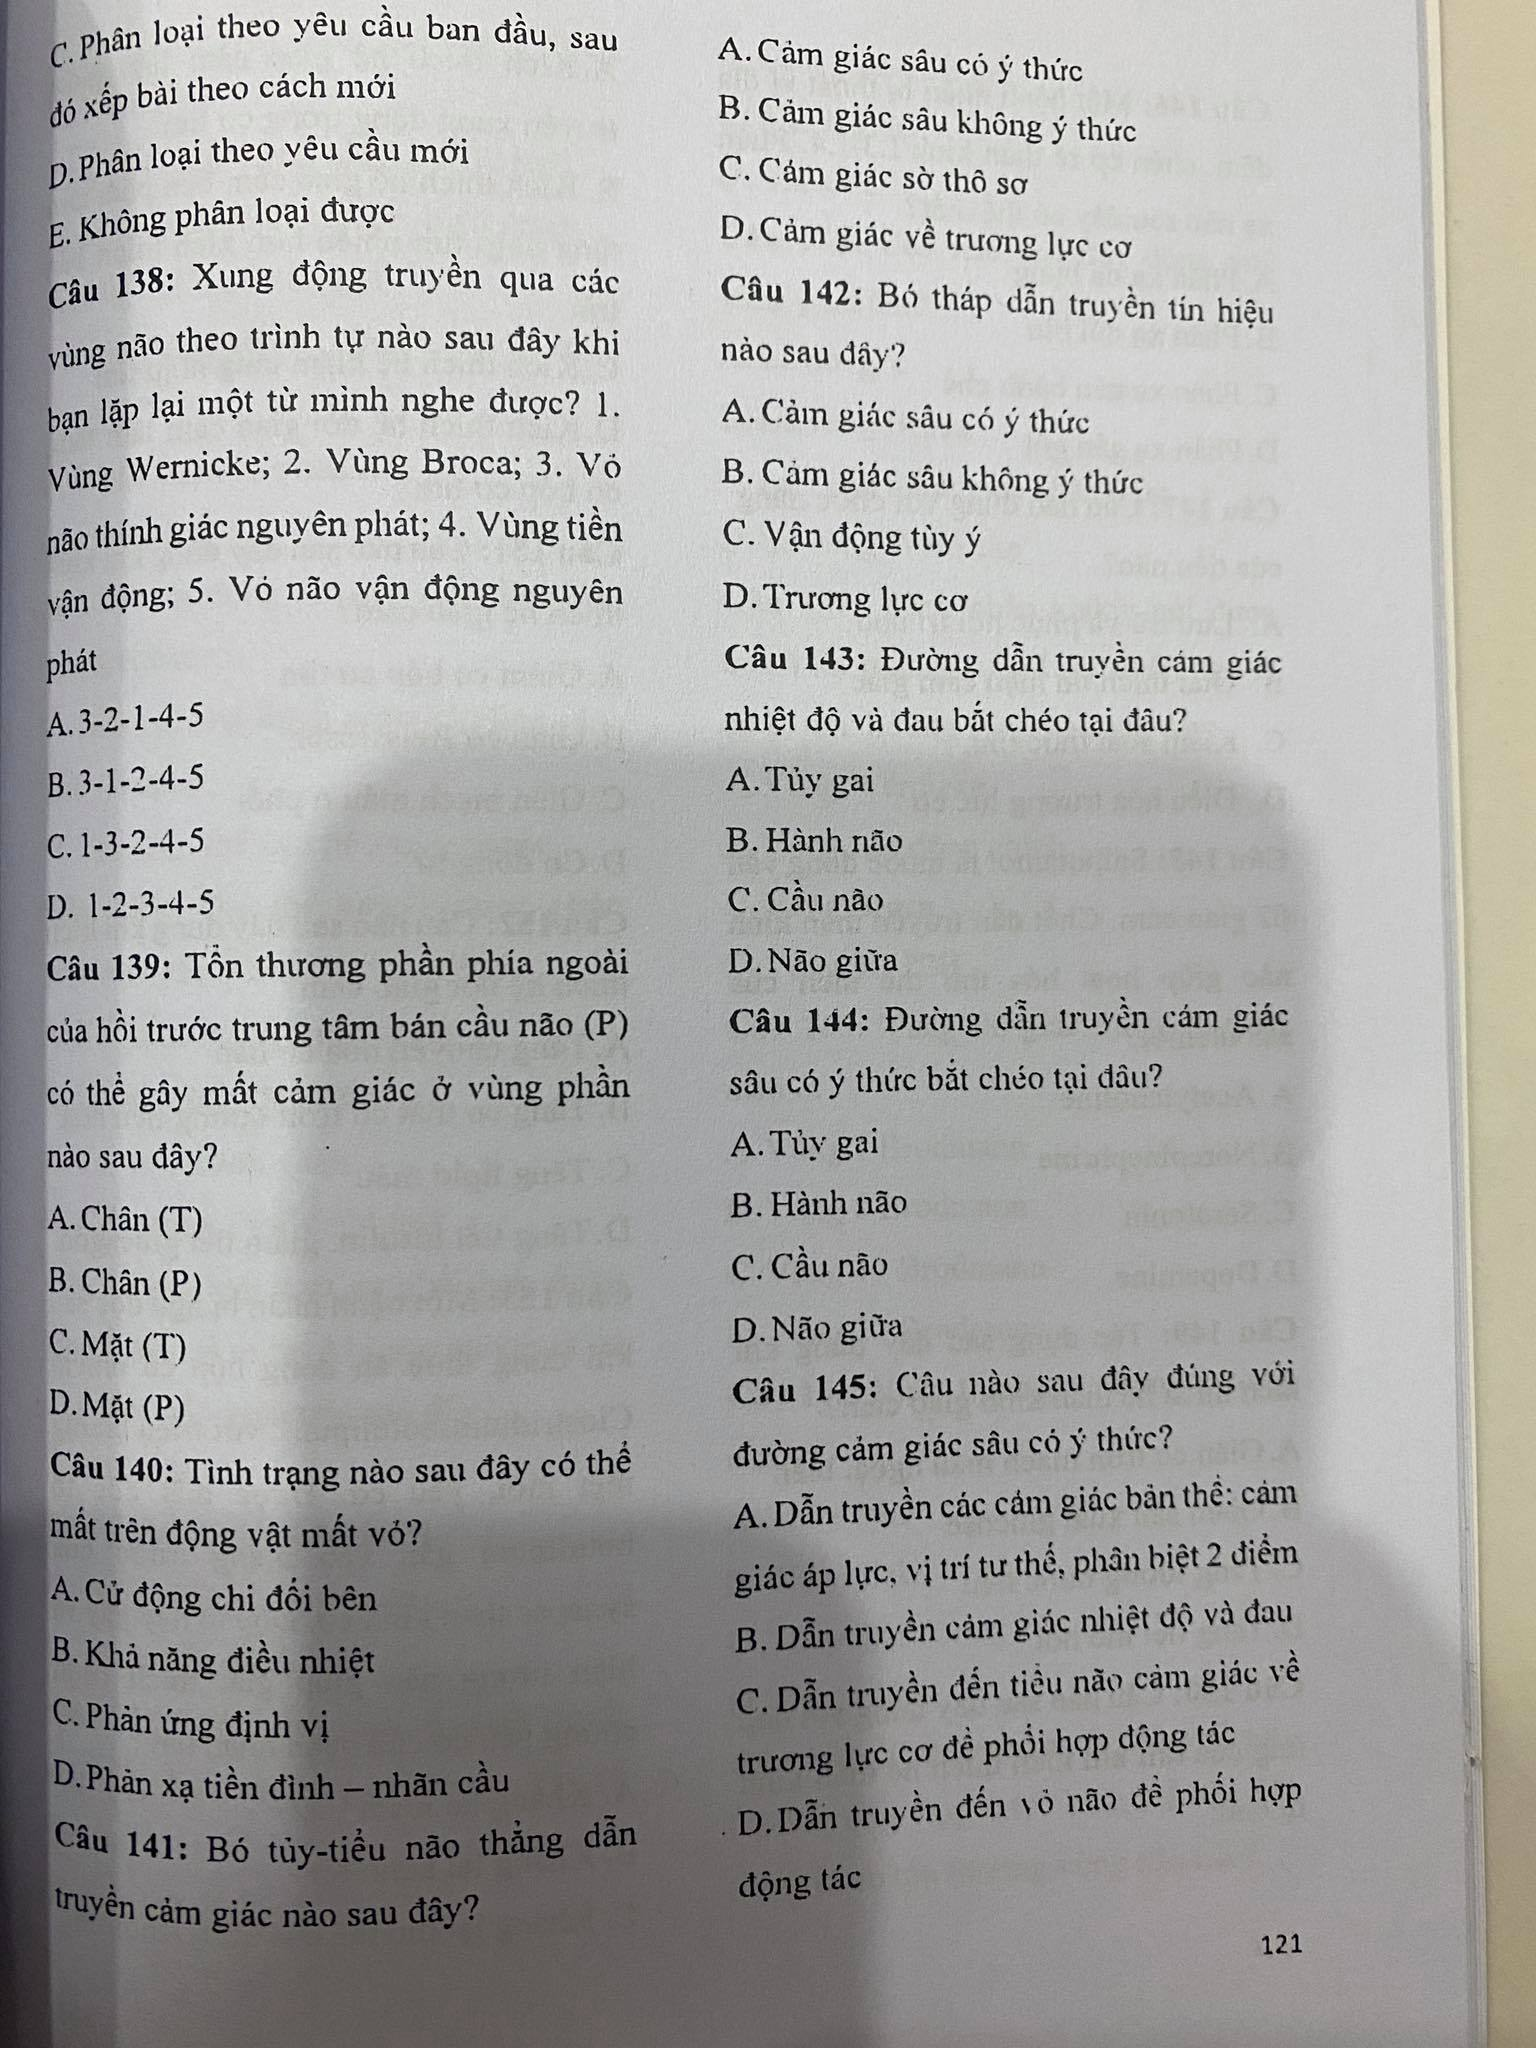 C. Phân loại theo yêu cầu ban đầu, sau
đó xếp bài theo cách mới
D. Phân loại theo yêu cầu mới
E. Không phân loại được
Câu 138: Xung động truyền qua các
vùng não theo trình tự nào sau đây khi
bạn lặp lại một từ mình nghe được? 1.
Vùng Wernicke; 2. Vùng Broca; 3. Vỏ
não thính giác nguyên phát; 4. Vùng tiền
vận động; 5. Vỏ não vận động nguyên
phát
A. 3-2-1-4-5
B. 3-1-2-4-5
C. 1-3-2-4-5
D. 1-2-3-4-5
Câu 139: Tổn thương phần phía ngoài
của hồi trước trung tâm bán cầu não (P)
có thể gây mất cảm giác ở vùng phần
nào sau đây?
A. Chân (T)
B. Chân (P)
C. Mặt (T)
D. Mặt (P)
Câu 140: Tình trạng nào sau đây có thể
mất trên động vật mất vỏ?
A. Cử động chi đối bên
B. Khả năng điều nhiệt
C. Phản ứng định vị
D. Phản xạ tiền đình – nhãn cầu
Câu 141: Bó tủy-tiểu não thẳng dẫn
truyền cảm giác nào sau đây?
A. Cảm giác sâu có ý thức
B. Cảm giác sâu không ý thức
C. Cảm giác sờ thô sơ
D. Cảm giác về trương lực cơ
Câu 142: Bó tháp dẫn truyền tín hiệu
nào sau đây?
A. Cảm giác sâu có ý thức
B. Cảm giác sâu không ý thức
C. Vận động tùy ý
D. Trương lực cơ
Câu 143: Đường dẫn truyền cảm giác
nhiệt độ và đau bắt chéo tại đâu?
A. Tủy gai
B. Hành não
C. Cầu não
D. Não giữa
Câu 144: Đường dẫn truyền cảm giác
sâu có ý thức bắt chéo tại đâu?
A. Tủy gai
B. Hành não
C. Cầu não
D. Não giữa
Câu 145: Câu nào sau đây đúng với
đường cảm giác sâu có ý thức?
A. Dẫn truyền các cảm giác bản thể: cảm
giác áp lực, vị trí tư thế, phân biệt 2 điểm
B. Dẫn truyền cảm giác nhiệt độ và đau
C. Dẫn truyền đến tiểu não cảm giác về
trương lực cơ để phối hợp động tác
D. Dẫn truyền đến vỏ não để phối hợp
động tác
121